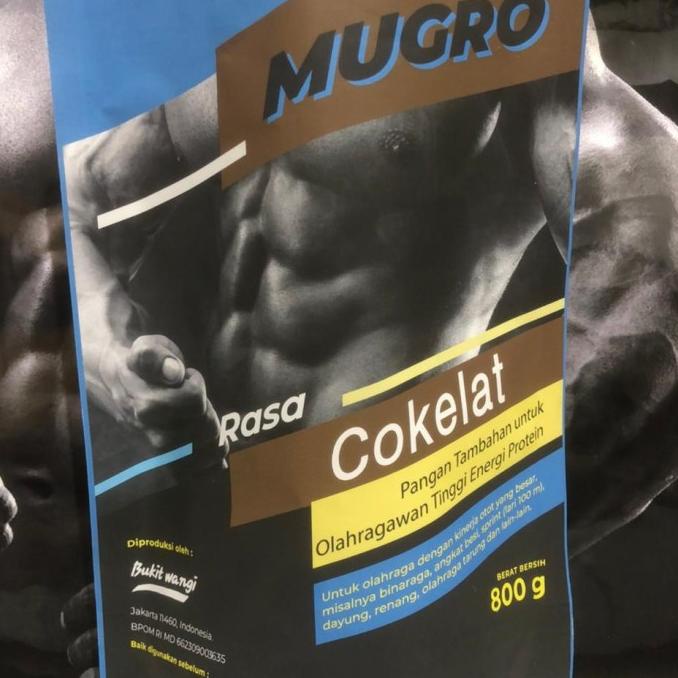 MUGRO
Rasa
Cokelat
Pangan Tambahan untuk
Olahragawan Tinggi Energi Protein
Untuk olahraga dengan kinerja otot yang besar,
misalnya binaraga, angkat besi, sprint (lari 100 m),
dayung, renang, olahraga tarung dan lain-lain.
BERAT BERSIH
800 g
Diproduksi oleh :
Bukit wangi
Jakarta 11460, Indonesia.
BPOM RI MD 662309003635
Baik digunakan sebelum :